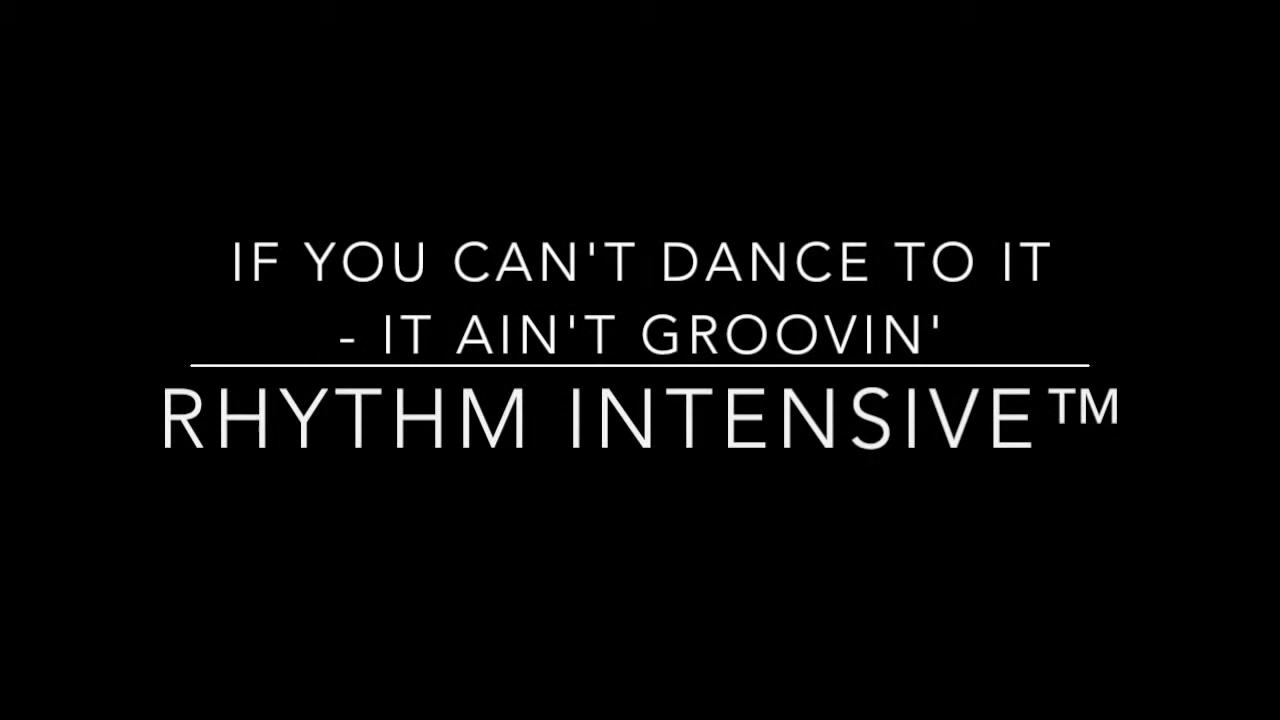 IF YOU CAN'T DANCE TO IT
- IT AIN'T GROOVIN'
RHYTHM INTENSIVE™